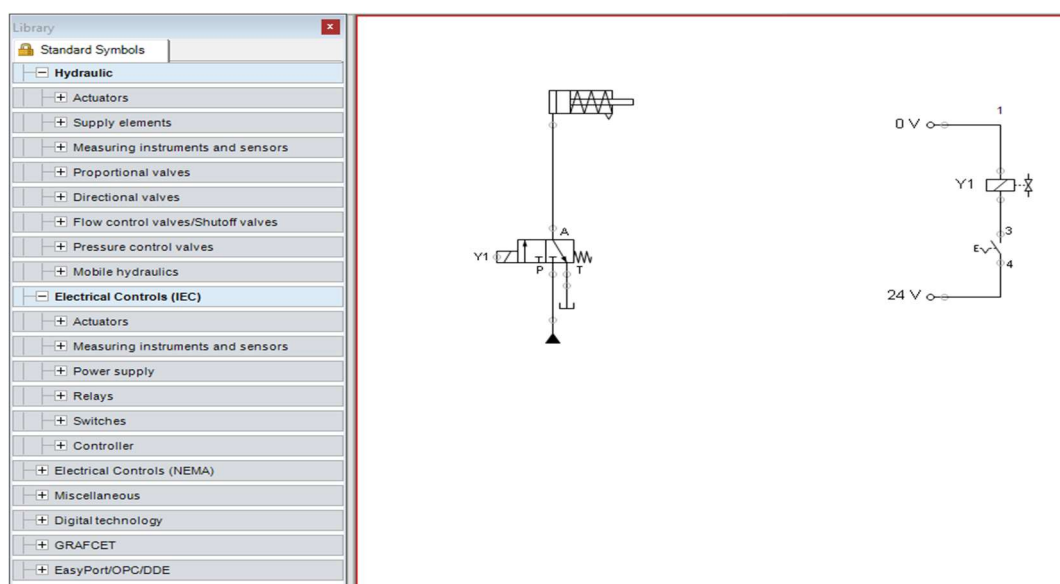 Library
Standard Symbols
Hydraulic
Actuators
Supply elements
Measuring instruments and sensors
Proportional valves
Directional valves
Flow control valves/Shutoff valves
Pressure control valves
Mobile hydraulics
Electrical Controls (IEC)
Actuators
Measuring instruments and sensors
Power supply
Relays
Switches
Controller
Electrical Controls (NEMA)
Miscellaneous
Digital technology
GRAFCET
EasyPort/OPC/DDE
A
Y1
P
T
1
0 V
Y1
3
E
4
24 V